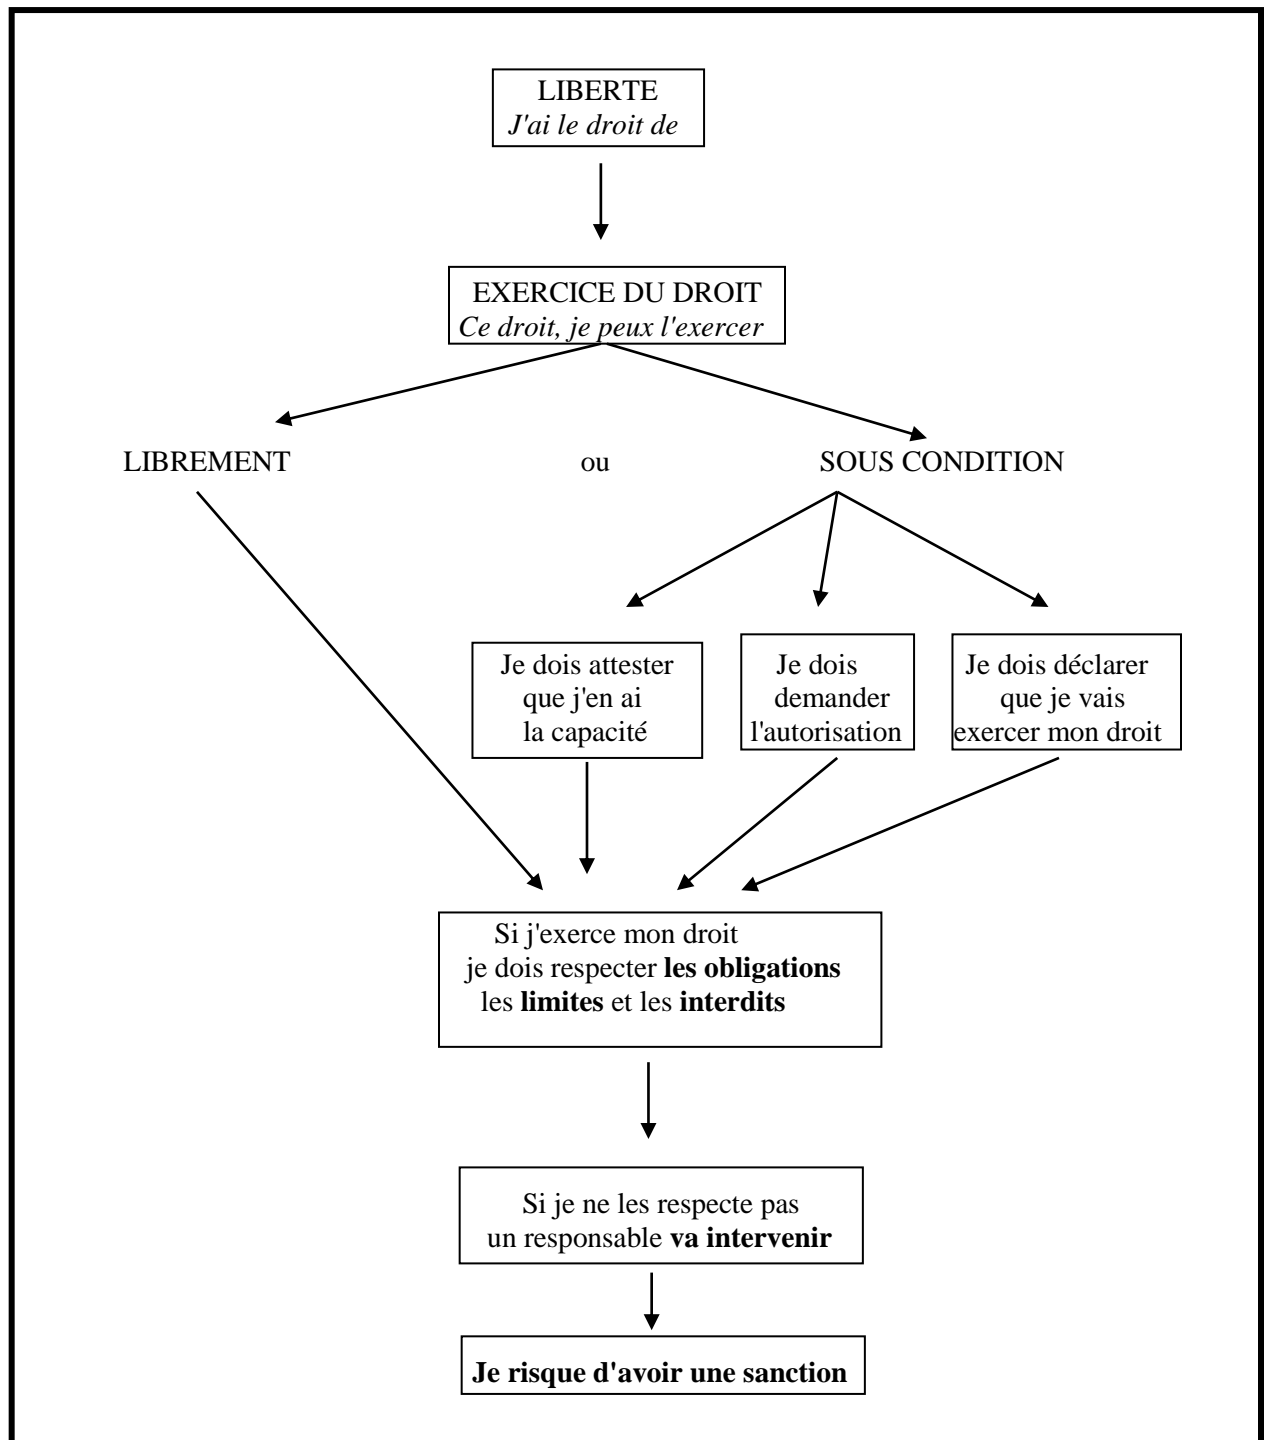 LIBERTE
J'ai le droit de
EXERCICE DU DROIT
Ce droit, je peux l'exercer
LIBREMENT ou SOUS CONDITION
Je dois attester
que j'en ai
la capacité
Je dois
demander
l'autorisation
Je dois déclarer
que je vais
exercer mon droit
Si j'exerce mon droit
je dois respecter les obligations
les limites et les interdits
Si je ne les respecte pas
un responsable va intervenir
Je risque d'avoir une sanction